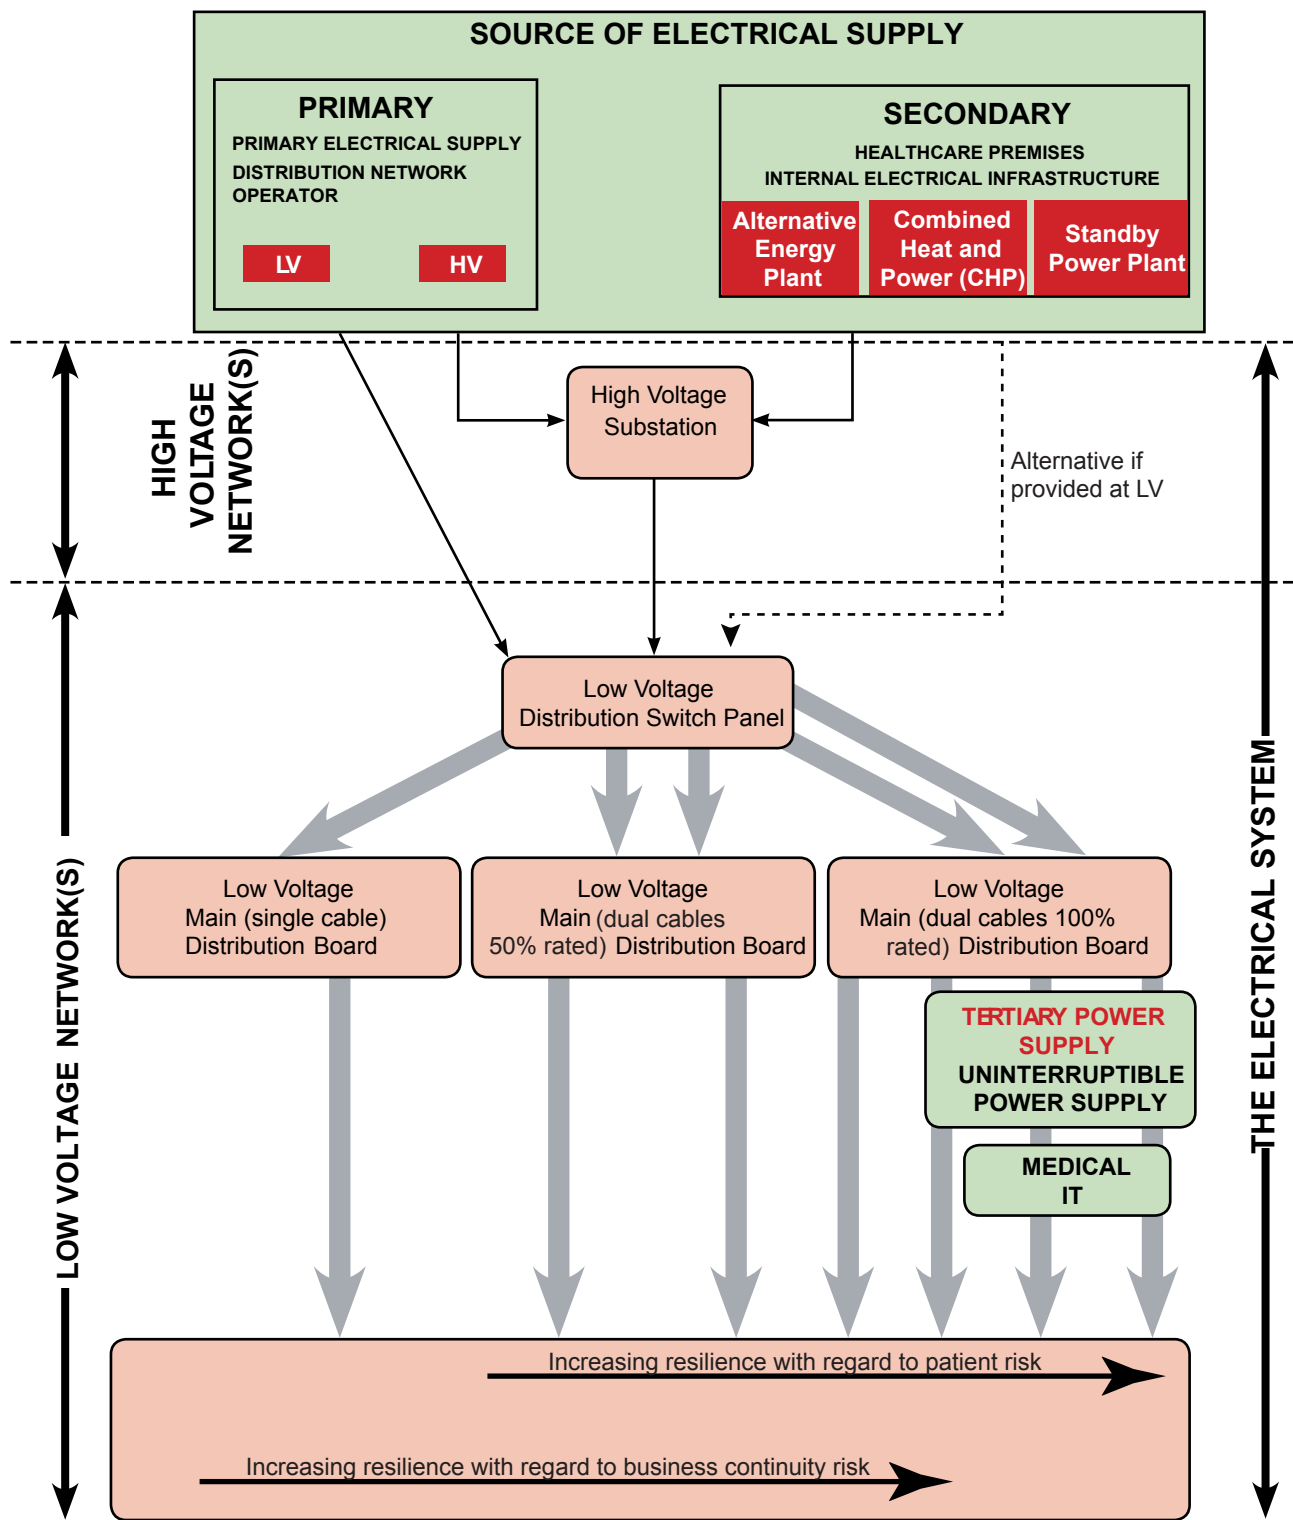 SOURCE OF ELECTRICAL SUPPLY
PRIMARY
PRIMARY ELECTRICAL SUPPLY
DISTRIBUTION NETWORK
OPERATOR
LV
HV
SECONDARY
HEALTHCARE PREMISES
INTERNAL ELECTRICAL INFRASTRUCTURE
Alternative
Energy
Plant
Combined
Heat and
Power (CHP)
Standby
Power Plant
HIGH
VOLTAGE
NETWORK(S)
High Voltage
Substation
Alternative if
provided at LV
Low Voltage
Distribution Switch Panel
THE ELECTRICAL SYSTEM
LOW VOLTAGE NETWORK(S)
Low Voltage
Main (single cable)
Distribution Board
Low Voltage
Main (dual cables
50% rated) Distribution Board
Low Voltage
Main (dual cables 100%
rated) Distribution Board
TERTIARY POWER
SUPPLY
UNINTERRUPTIBLE
POWER SUPPLY
MEDICAL
IT
Increasing resilience with regard to patient risk
Increasing resilience with regard to business continuity risk